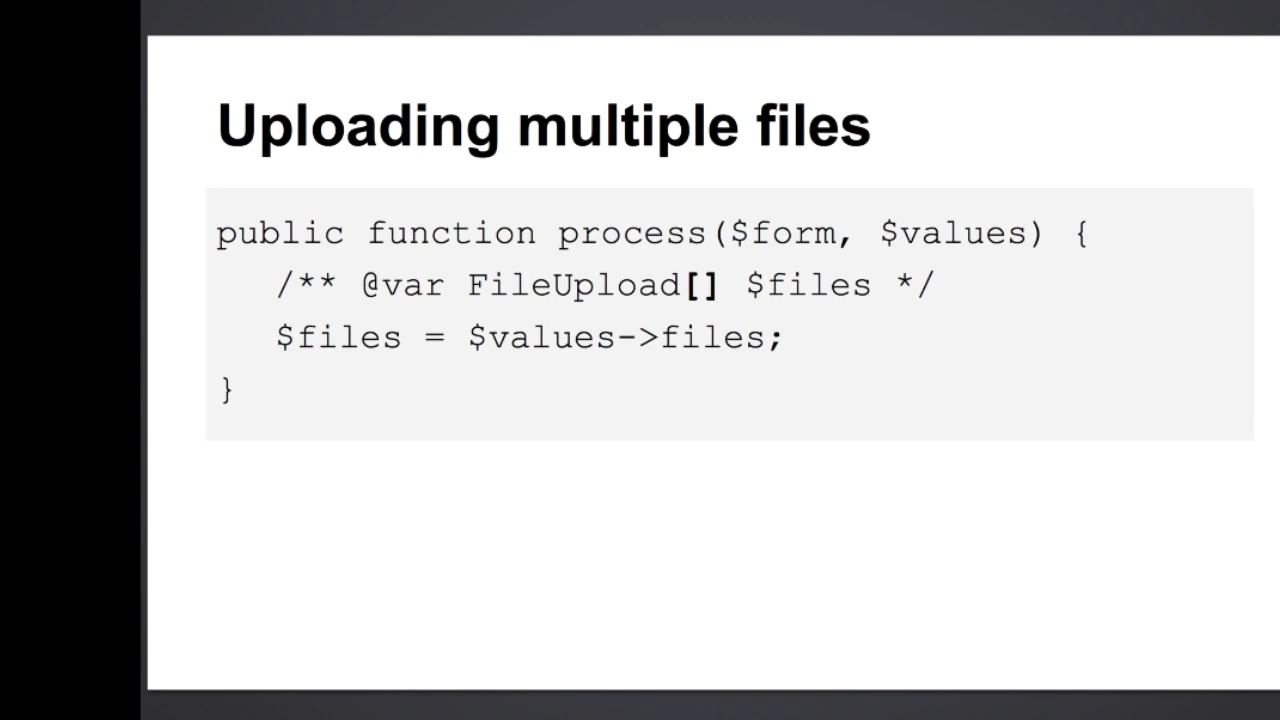 Uploading multiple files
public function process($form, $values) {
/** @var FileUpload[] $files */
$files = $values->files;
}